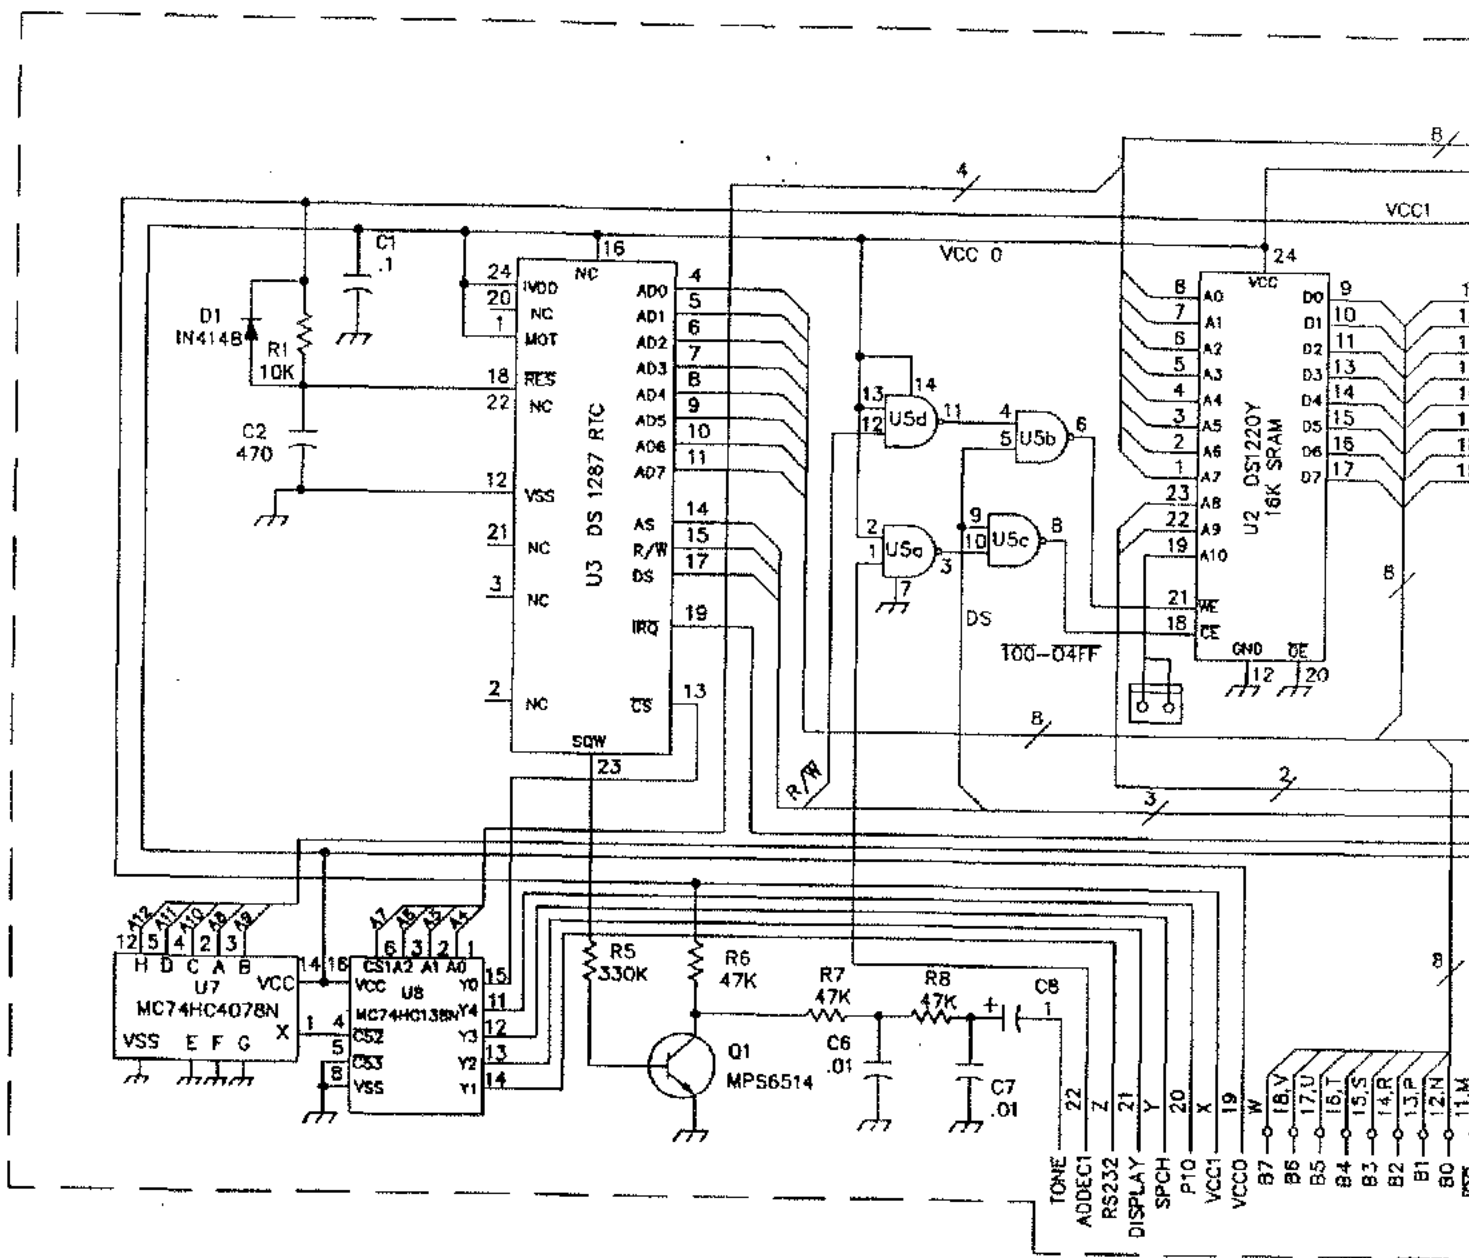 8
4
VCC1
VCC 0
C1
.1
16
NC
24
VDD
20
NC
1
MOT
18
RES
22
NC
12
VSS
21
NC
3
NC
2
NC
U3 DS 1287 RTC
AD0 4
AD1 5
AD2 6
AD3 7
AD4 8
AD5 9
AD6 10
AD7 11
AS 14
R/W 15
DS 17
IRQ 19
CS 13
SQW
23
D1
IN4148
R1
10K
C2
470
13
12
14
U5d
11
4
5
U5b
6
2
1
U5a
7
3
9
10
U5c
8
DS
100-04FF
R/W
24
VCC
8 A0
7 A1
6 A2
5 A3
4 A4
3 A5
2 A6
1 A7
23 A8
22 A9
19 A10
21 WE
18 CE
U2 DS1220Y
16K SRAM
D0 9
D1 10
D2 11
D3 13
D4 14
D5 15
D6 16
D7 17
GND
12
OE
20
8
8
2
3
8
A12 A11 A10 A8 A9
12 5 4 2 3
H D C A B
14
VCC
U7
MC74HC4078N
X 1
VSS E F G
A7 A6 A5 A4
6 3 2 1
CS1 A2 A1 A0
16
VCC
U8
MC74HC138N
4
CS2
5
CS3
8
VSS
Y0 15
Y4 11
Y3 12
Y2 13
Y1 14
R5
330K
R6
47K
R7
47K
R8
47K
C8
+
1
Q1
MPS6514
C6
.01
C7
.01
TONE
ADDEC1 22
RS232 Z
DISPLAY 21
SPCH Y
P10 20
VCC1 X
VCC0 19
W
B7 18,V
B6 17,U
B5 16,T
B4 15,S
B3 14,R
B2 13,P
B1 12,N
B0 11,M